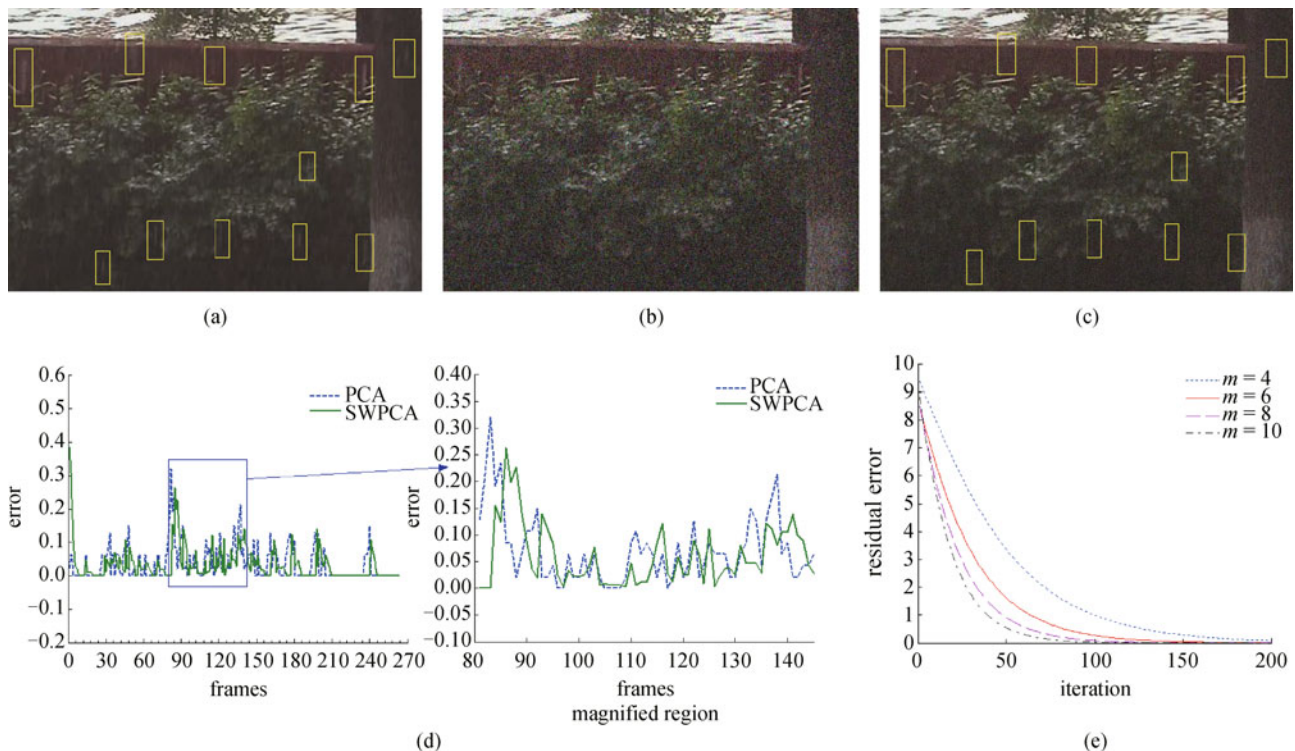 (a)
(b)
(c)
0.6
0.5
0.4
0.3
0.2
0.1
0.0
−0.1
−0.2
error
PCA
SWPCA
0 30 60 90 120 150 180 210 240 270
frames
0.40
0.35
0.30
0.25
0.20
0.15
0.10
0.05
0.00
−0.05
−0.10
error
PCA
SWPCA
80 90 100 110 120 130 140
frames
magnified region
(d)
10
9
8
7
6
5
4
3
2
1
0
residual error
m = 4
m = 6
m = 8
m = 10
0 50 100 150 200
iteration
(e)